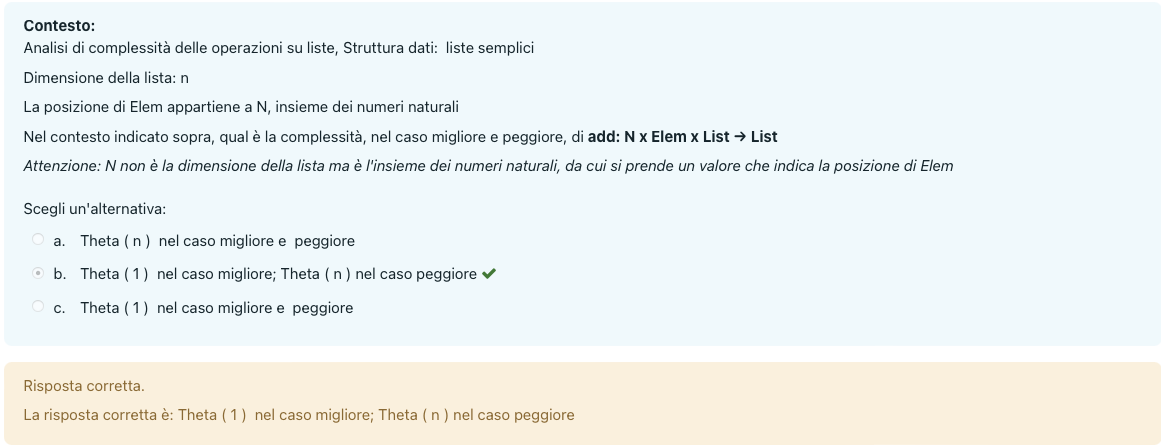 Contesto:
Analisi di complessità delle operazioni su liste, Struttura dati:  liste semplici
Dimensione della lista: n
La posizione di Elem appartiene a N, insieme dei numeri naturali
Nel contesto indicato sopra, qual è la complessità, nel caso migliore e peggiore, di add: N x Elem x List → List
Attenzione: N non è la dimensione della lista ma è l'insieme dei numeri naturali, da cui si prende un valore che indica la posizione di Elem
Scegli un'alternativa:
a. Theta ( n )  nel caso migliore e  peggiore
b. Theta ( 1 )  nel caso migliore; Theta ( n ) nel caso peggiore ✔
c. Theta ( 1 )  nel caso migliore e  peggiore
Risposta corretta.
La risposta corretta è: Theta ( 1 )  nel caso migliore; Theta ( n ) nel caso peggiore